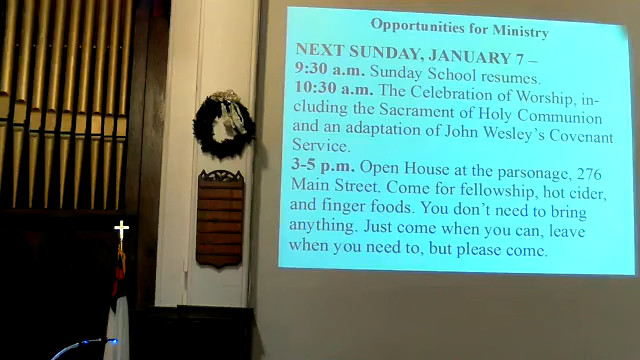 Opportunities for Ministry
NEXT SUNDAY, JANUARY 7 –
9:30 a.m. Sunday School resumes.
10:30 a.m. The Celebration of Worship, in-
cluding the Sacrament of Holy Communion
and an adaptation of John Wesley's Covenant
Service.
3-5 p.m. Open House at the parsonage, 276
Main Street. Come for fellowship, hot cider,
and finger foods. You don't need to bring
anything. Just come when you can, leave
when you need to, but please come.